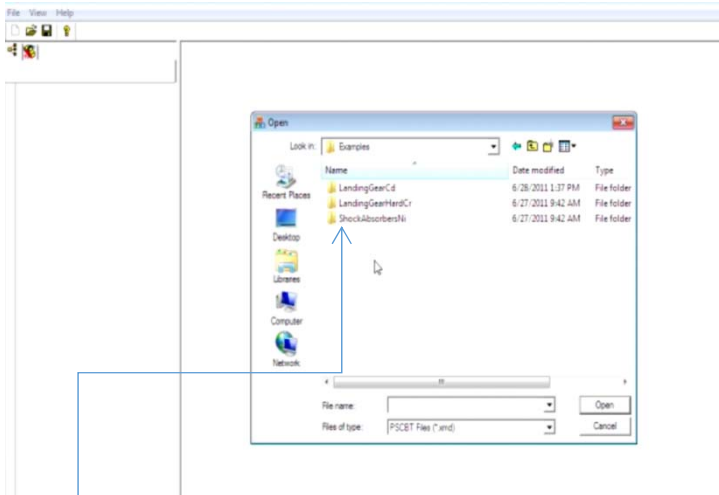 File View Help
Open
Look in: Examples
Name Date modified Type
LandingGearCd 6/28/2011 1:37 PM File folder
LandingGearHardCr 6/27/2011 9:42 AM File folder
ShockAbsorbersNi 6/27/2011 9:42 AM File folder
Recent Places
Desktop
Libraries
Computer
Network
File name: Open
Files of type: PSCBT Files (*.xmd) Cancel